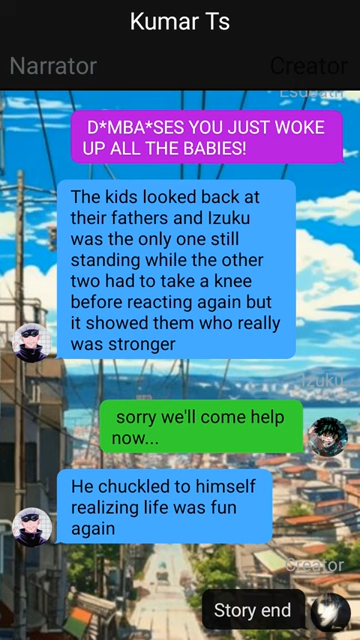 Kumar Ts
Narrator
Creator
D*MBA*SES YOU JUST WOKE
UP ALL THE BABIES!
The kids looked back at
their fathers and Izuku
was the only one still
standing while the other
two had to take a knee
before reacting again but
it showed them who really
was stronger
Izuku
sorry we'll come help
now...
He chuckled to himself
realizing life was fun
again
Creator
Story end